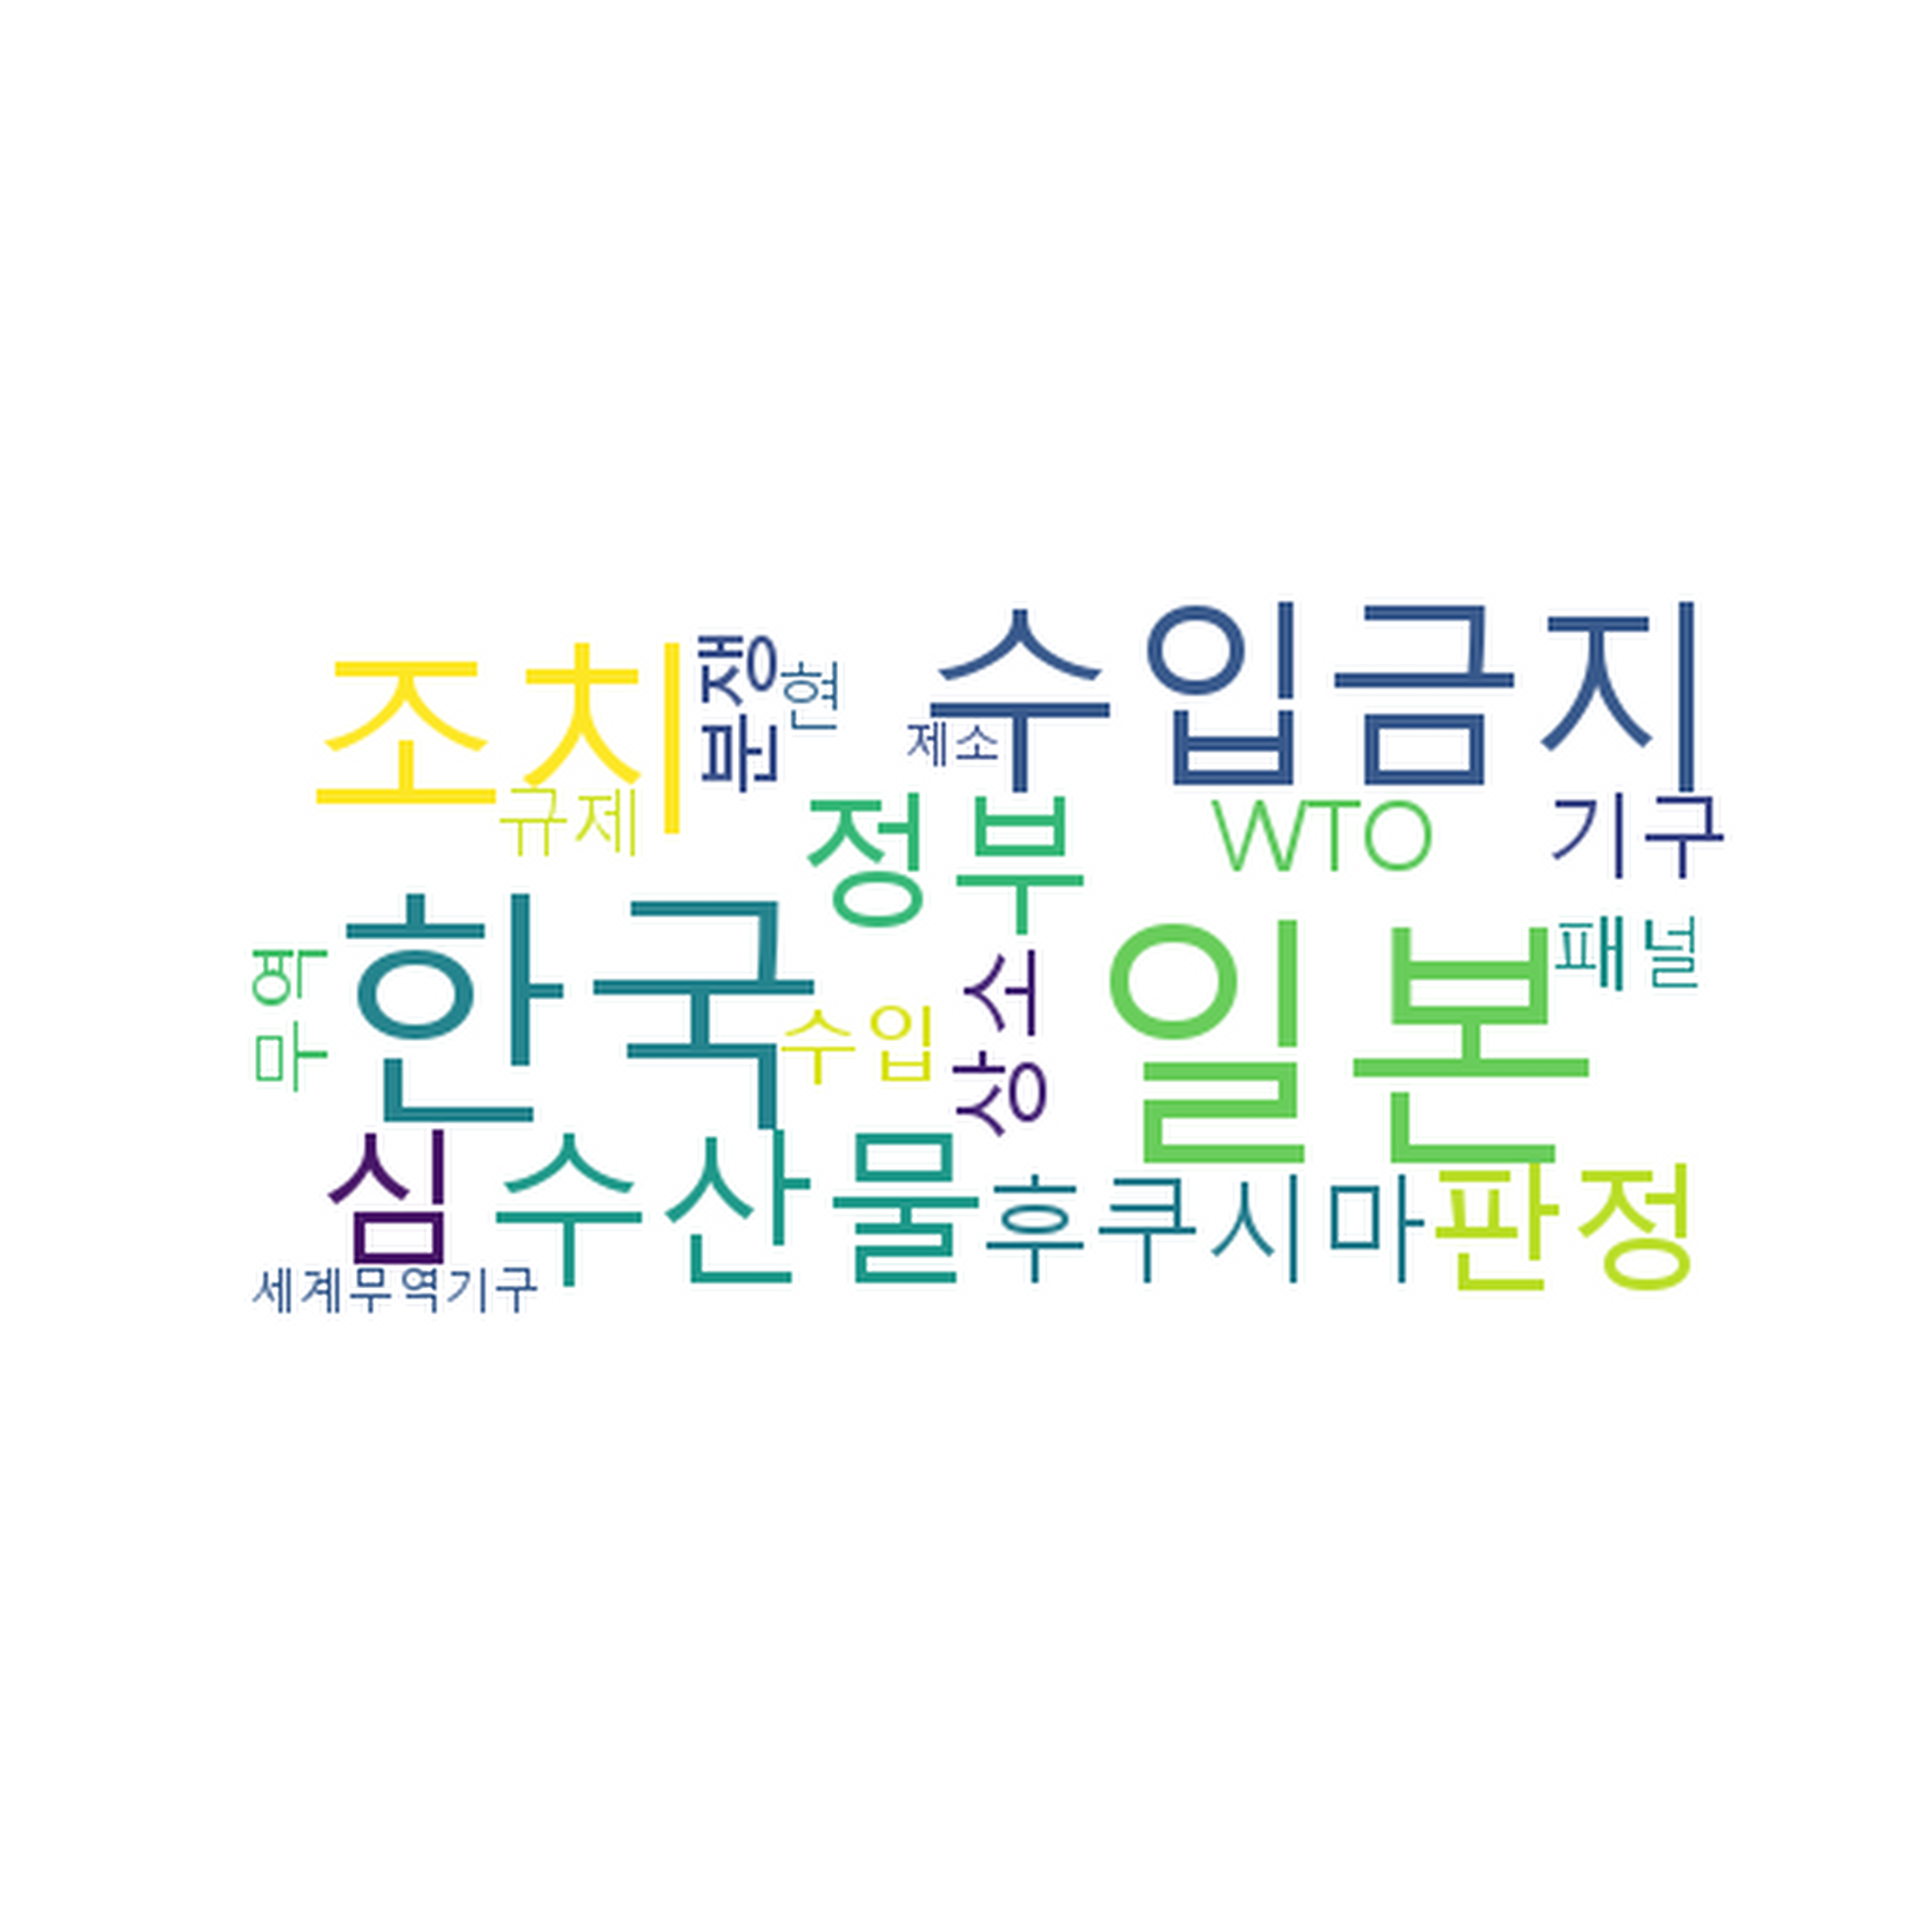 조치
분쟁
현
수입금지
제소
규제
정부
WTO
기구
무역
한국
수입
상소
일본
패널
심
수산물
후쿠시마
판정
세계무역기구